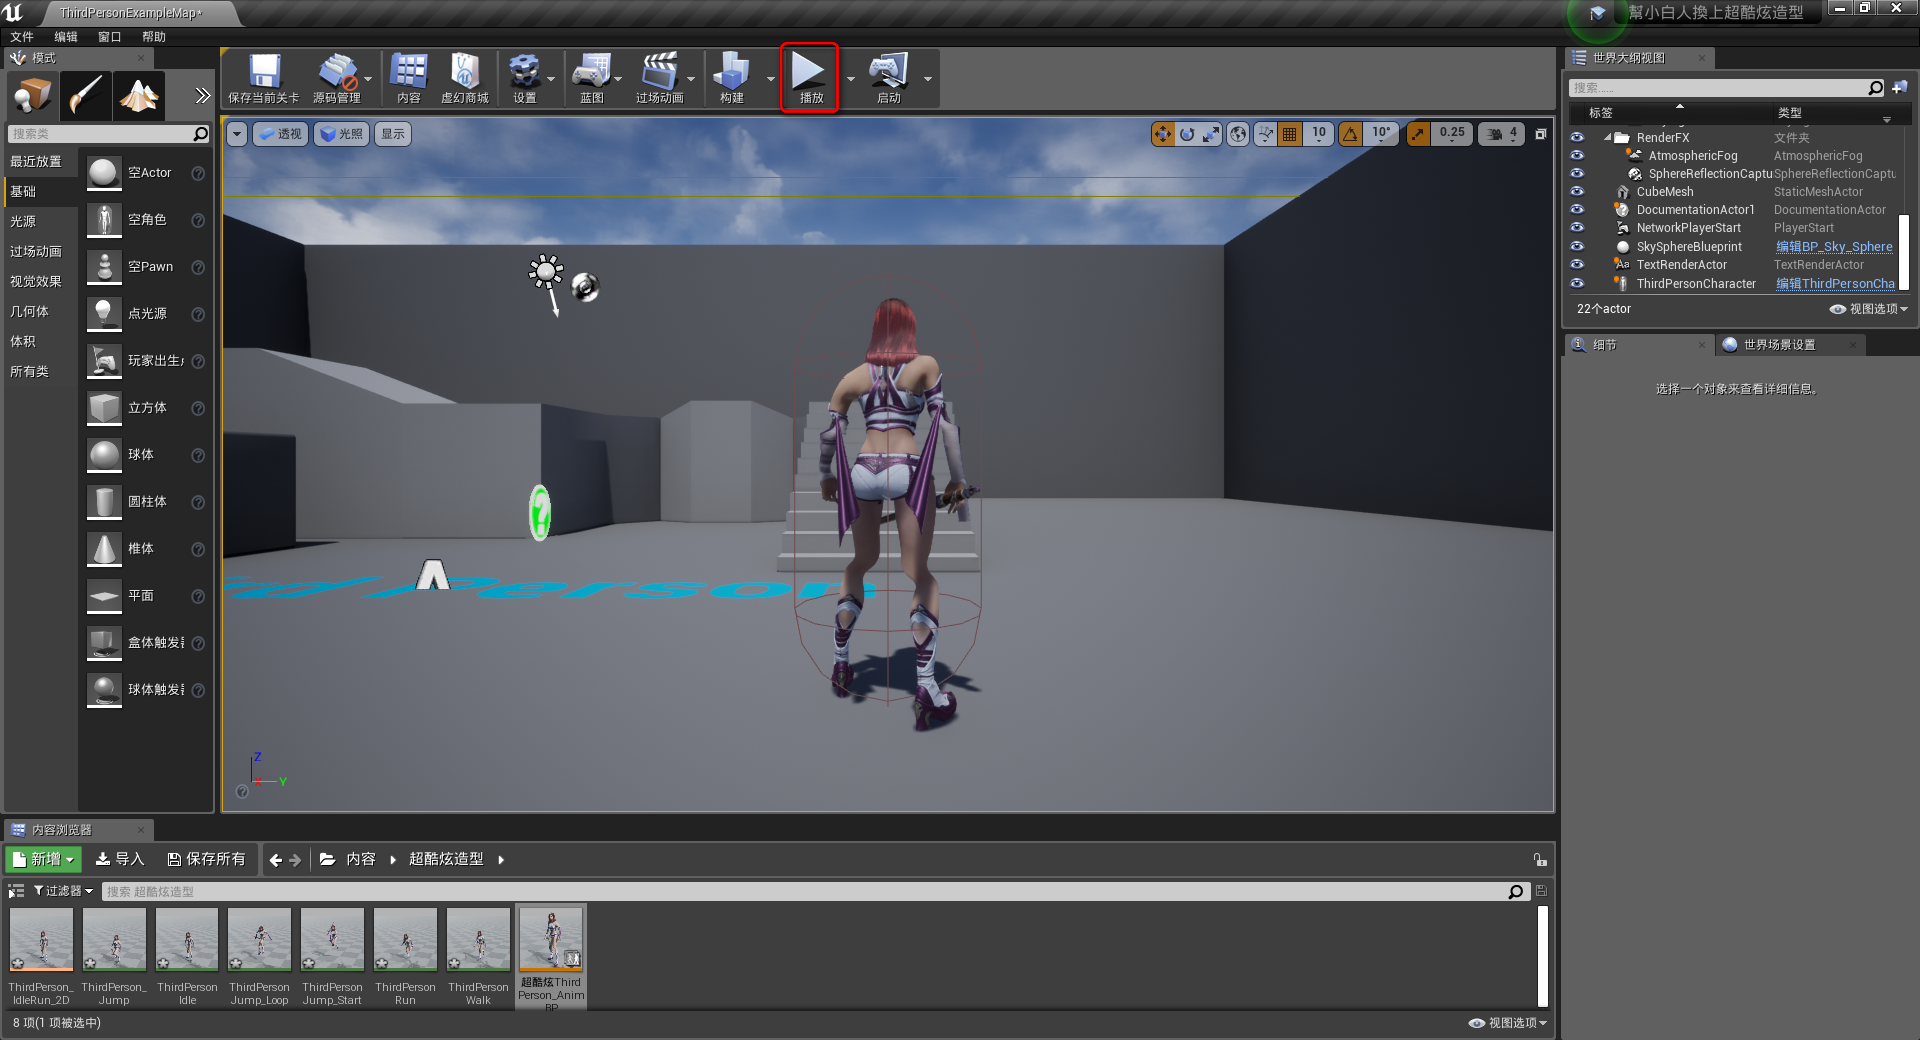 ThirdPersonExampleMap*
幫小白人換上超酷炫造型
文件 编辑 窗口 帮助
模式
搜索类
最近放置
基础
光源
过场动画
视觉效果
几何体
体积
所有类
空Actor
空角色
空Pawn
点光源
玩家出生
立方体
球体
圆柱体
椎体
平面
盒体触发
球体触发
保存当前关卡 源码管理 内容 虚幻商城 设置 蓝图 过场动画 构建 播放 启动
透视 光照 显示
10 10° 0.25 4
Person
Z
X Y
世界大纲视图
搜索......
标签 类型
RenderFX 文件夹
AtmosphericFog AtmosphericFog
SphereReflectionCaptu SphereReflectionCaptu
CubeMesh StaticMeshActor
DocumentationActor1 DocumentationActor
NetworkPlayerStart PlayerStart
SkySphereBlueprint 编辑BP_Sky_Sphere
TextRenderActor TextRenderActor
ThirdPersonCharacter 编辑ThirdPersonCha
22个actor 视图选项
细节 世界场景设置
选择一个对象来查看详细信息。
内容浏览器
新增 导入 保存所有 内容 超酷炫造型
过滤器 搜索 超酷炫造型
ThirdPerson_
IdleRun_2D
ThirdPerson_
Jump
ThirdPerson
Idle
ThirdPerson
Jump_Loop
ThirdPerson
Jump_Start
ThirdPerson
Run
ThirdPerson
Walk
超酷炫Third
Person_Anim
BP
8 项(1 项被选中) 视图选项